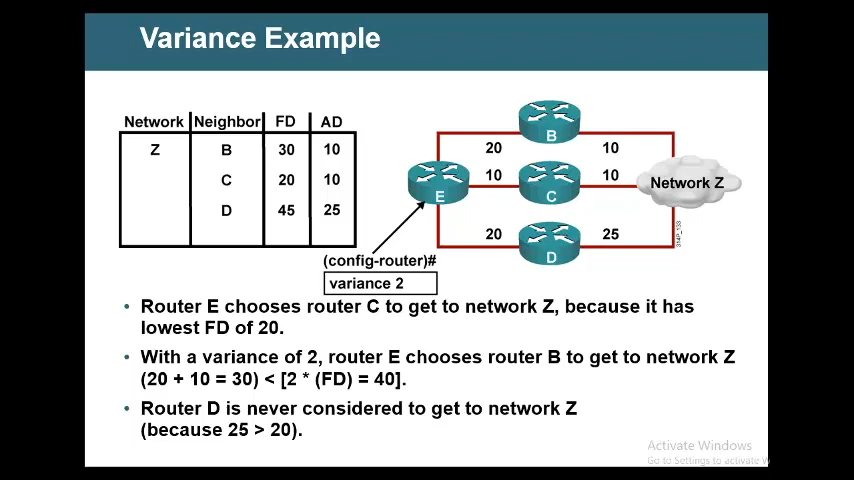 Variance Example
Network Neighbor FD AD
Z B 30 10
C 20 10
D 45 25
B
20 10
10 10
E C Network Z
20 25
D
314P_133
(config-router)#
variance 2
• Router E chooses router C to get to network Z, because it has
lowest FD of 20.
• With a variance of 2, router E chooses router B to get to network Z
(20 + 10 = 30) < [2 * (FD) = 40].
• Router D is never considered to get to network Z
(because 25 > 20).
Activate Windows
Go to Settings to activate W